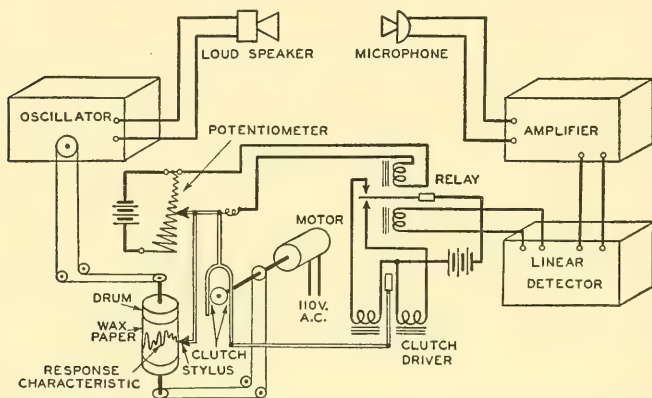 LOUD SPEAKER
MICROPHONE
OSCILLATOR
POTENTIOMETER
AMPLIFIER
RELAY
MOTOR
LINEAR
DETECTOR
110V.
A.C.
DRUM
WAX
PAPER
CLUTCH
STYLUS
CLUTCH
DRIVER
RESPONSE
CHARACTERISTIC